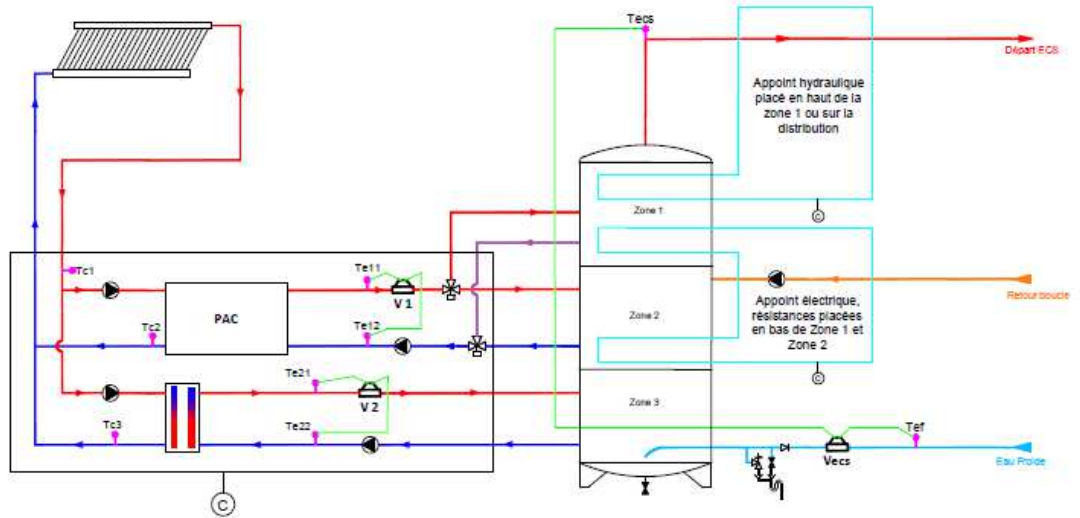 Tecs
Départ ECS
Appoint hydraulique
placé en haut de la
zone 1 ou sur la
distribution
Zone 1
C
Tc1
Te11
V 1
PAC
Zone 2
Retour boucle
Appoint électrique,
résistances placées
en bas de Zone 1 et
Zone 2
Tc2
Te12
C
Te21
V 2
Zone 3
Tc3
Te22
Tef
Vecs
Eau Froide
C